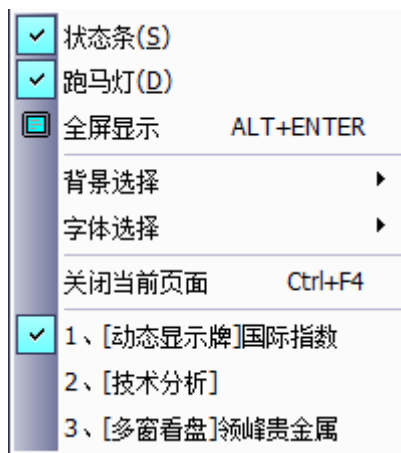 状态条(S)
跑马灯(D)
全屏显示 ALT+ENTER
背景选择
字体选择
关闭当前页面 Ctrl+F4
1、[动态显示牌]国际指数
2、[技术分析]
3、[多窗看盘]领峰贵金属